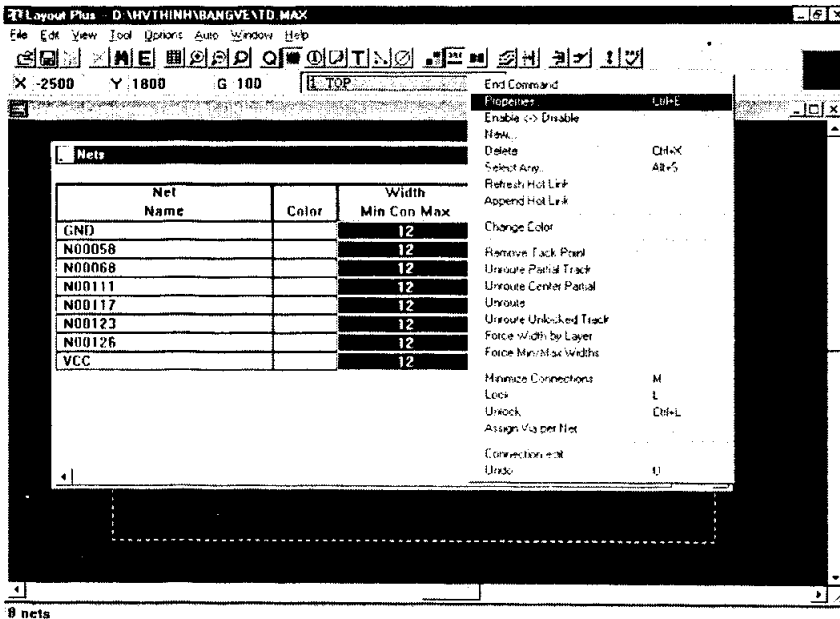 Layout Plus - D:\HVTHINH\BANGVE\TD.MAX
File Edit View Tool Options Auto Window Help
X -2500 Y 1800 G 100 1 TOP
Nets
Net Name Color Width Min Con Max
GND 12
N00058 12
N00068 12
N00111 12
N00117 12
N00123 12
N00126 12
VCC 12
End Command
Properties... Ctrl+E
Enable <-> Disable
New...
Delete Ctrl+X
Select Any... Alt+S
Refresh Hot Link
Append Hot Link
Change Color
Remove Tack Point
Unroute Partial Track
Unroute Center Partial
Unroute
Unroute Unlocked Track
Force Width by Layer
Force Min/Max Widths
Minimize Connections M
Lock L
Unlock Ctrl+L
Assign Via per Net
Connection edit
Undo U
8 nets